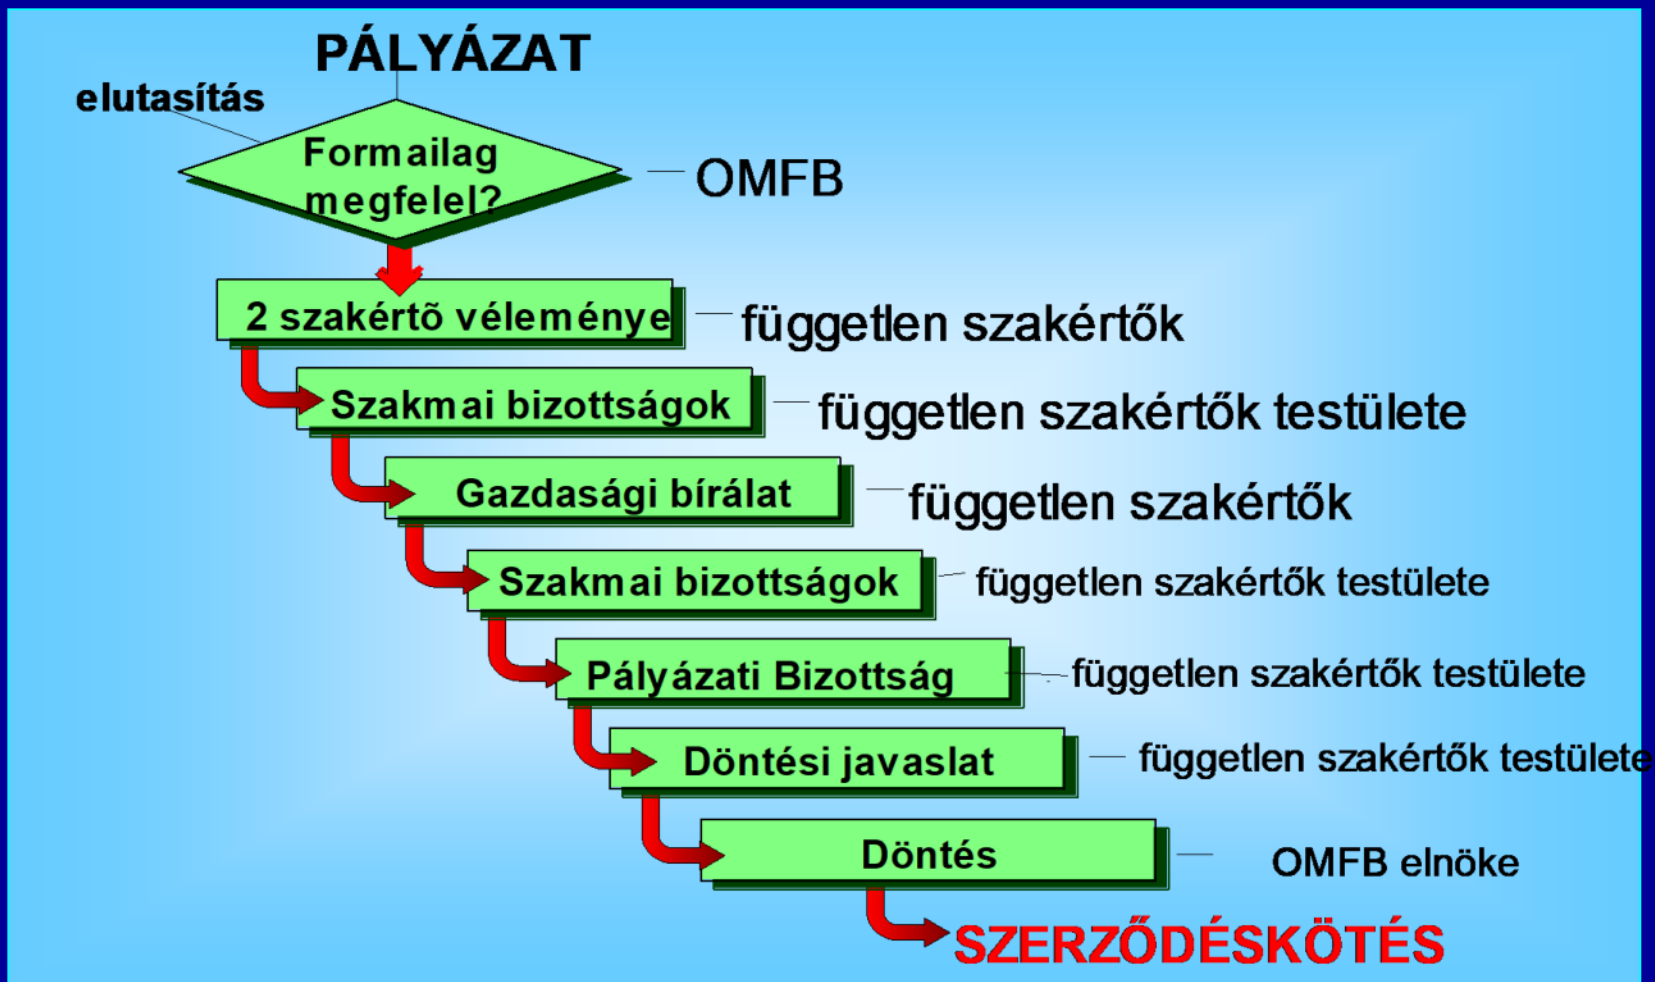 PÁLYÁZAT
elutasítás
Formailag
megfelel?
OMFB
2 szakértõ véleménye
független szakértők
Szakmai bizottságok
független szakértők testülete
Gazdasági bírálat
független szakértők
Szakmai bizottságok
független szakértők testülete
Pályázati Bizottság
független szakértők testülete
Döntési javaslat
független szakértők testülete
Döntés
OMFB elnöke
SZERZŐDÉSKÖTÉS